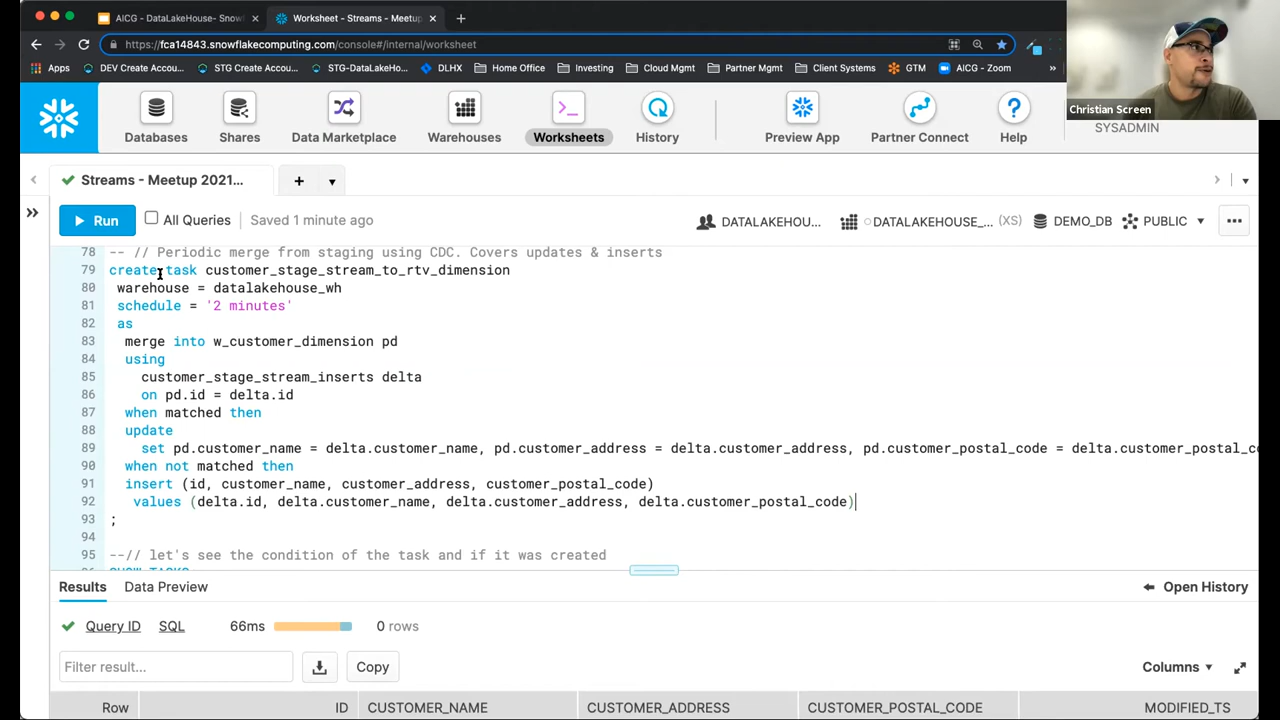 AICG - DataLakeHouse- Snowf
Worksheet - Streams - Meetup
https://fca14843.snowflakecomputing.com/console#/internal/worksheet
Apps DEV Create Accou... STG Create Accou... STG-DataLakeHo... DLHX Home Office Investing Cloud Mgmt Partner Mgmt Client Systems GTM AICG - Zoom »
Christian Screen
Databases Shares Data Marketplace Warehouses Worksheets History Preview App Partner Connect Help
SYSADMIN
Streams - Meetup 2021...
Run All Queries Saved 1 minute ago DATALAKEHOU... DATALAKEHOUSE_... (XS) DEMO_DB PUBLIC
78 -- // Periodic merge from staging using CDC. Covers updates & inserts
79 create task customer_stage_stream_to_rtv_dimension
80 warehouse = datalakehouse_wh
81 schedule = '2 minutes'
82 as
83 merge into w_customer_dimension pd
84 using
85 customer_stage_stream_inserts delta
86 on pd.id = delta.id
87 when matched then
88 update
89 set pd.customer_name = delta.customer_name, pd.customer_address = delta.customer_address, pd.customer_postal_code = delta.customer_postal_co
90 when not matched then
91 insert (id, customer_name, customer_address, customer_postal_code)
92 values (delta.id, delta.customer_name, delta.customer_address, delta.customer_postal_code)
93 ;
94
95 --// let's see the condition of the task and if it was created
Results Data Preview Open History
Query ID SQL 66ms 0 rows
Filter result... Copy Columns
Row ID CUSTOMER_NAME CUSTOMER_ADDRESS CUSTOMER_POSTAL_CODE MODIFIED_TS